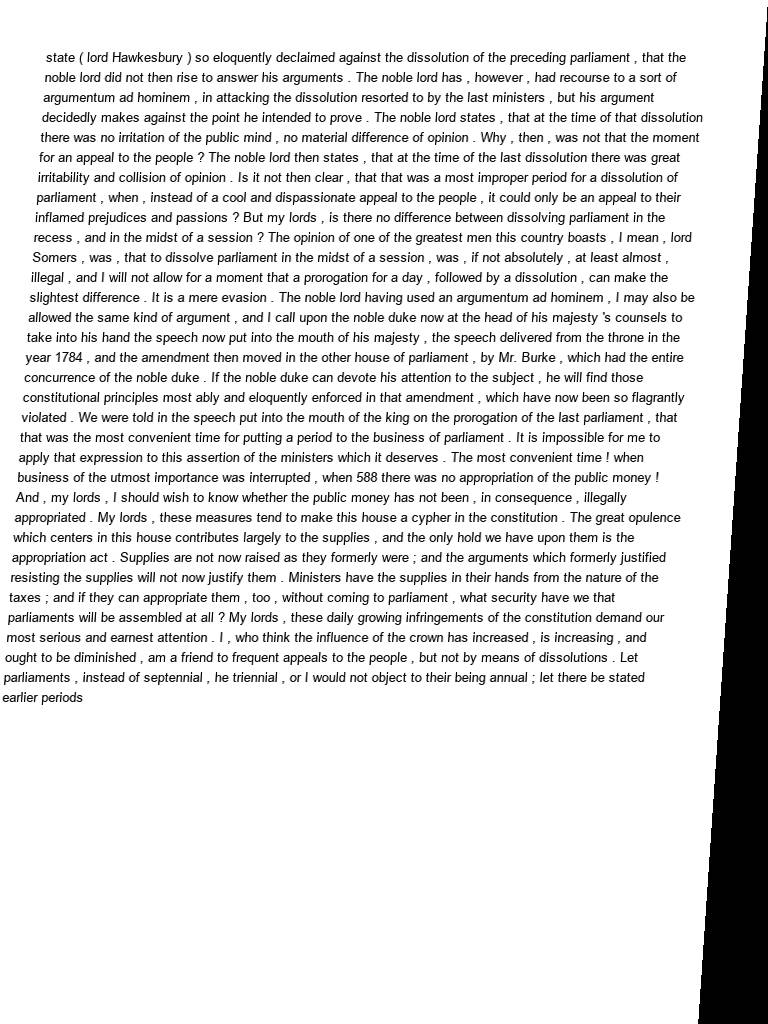 state ( lord Hawkesbury ) so eloquently declaimed against the dissolution of the preceding parliament , that the
noble lord did not then rise to answer his arguments . The noble lord has , however , had recourse to a sort of
argumentum ad hominem , in attacking the dissolution resorted to by the last ministers , but his argument
decidedly makes against the point he intended to prove . The noble lord states , that at the time of that dissolution
there was no irritation of the public mind , no material difference of opinion . Why , then , was not that the moment
for an appeal to the people ? The noble lord then states , that at the time of the last dissolution there was great
irritability and collision of opinion . Is it not then clear , that that was a most improper period for a dissolution of
parliament , when , instead of a cool and dispassionate appeal to the people , it could only be an appeal to their
inflamed prejudices and passions ? But my lords , is there no difference between dissolving parliament in the
recess , and in the midst of a session ? The opinion of one of the greatest men this country boasts , I mean , lord
Somers , was , that to dissolve parliament in the midst of a session , was , if not absolutely , at least almost ,
illegal , and I will not allow for a moment that a prorogation for a day , followed by a dissolution , can make the
slightest difference . It is a mere evasion . The noble lord having used an argumentum ad hominem , I may also be
allowed the same kind of argument , and I call upon the noble duke now at the head of his majesty 's counsels to
take into his hand the speech now put into the mouth of his majesty , the speech delivered from the throne in the
year 1784 , and the amendment then moved in the other house of parliament , by Mr. Burke , which had the entire
concurrence of the noble duke . If the noble duke can devote his attention to the subject , he will find those
constitutional principles most ably and eloquently enforced in that amendment , which have now been so flagrantly
violated . We were told in the speech put into the mouth of the king on the prorogation of the last parliament , that
that was the most convenient time for putting a period to the business of parliament . It is impossible for me to
apply that expression to this assertion of the ministers which it deserves . The most convenient time ! when
business of the utmost importance was interrupted , when 588 there was no appropriation of the public money !
And , my lords , I should wish to know whether the public money has not been , in consequence , illegally
appropriated . My lords , these measures tend to make this house a cypher in the constitution . The great opulence
which centers in this house contributes largely to the supplies , and the only hold we have upon them is the
appropriation act . Supplies are not now raised as they formerly were ; and the arguments which formerly justified
resisting the supplies will not now justify them . Ministers have the supplies in their hands from the nature of the
taxes ; and if they can appropriate them , too , without coming to parliament , what security have we that
parliaments will be assembled at all ? My lords , these daily growing infringements of the constitution demand our
most serious and earnest attention . I , who think the influence of the crown has increased , is increasing , and
ought to be diminished , am a friend to frequent appeals to the people , but not by means of dissolutions . Let
parliaments , instead of septennial , he triennial , or I would not object to their being annual ; let there be stated
earlier periods